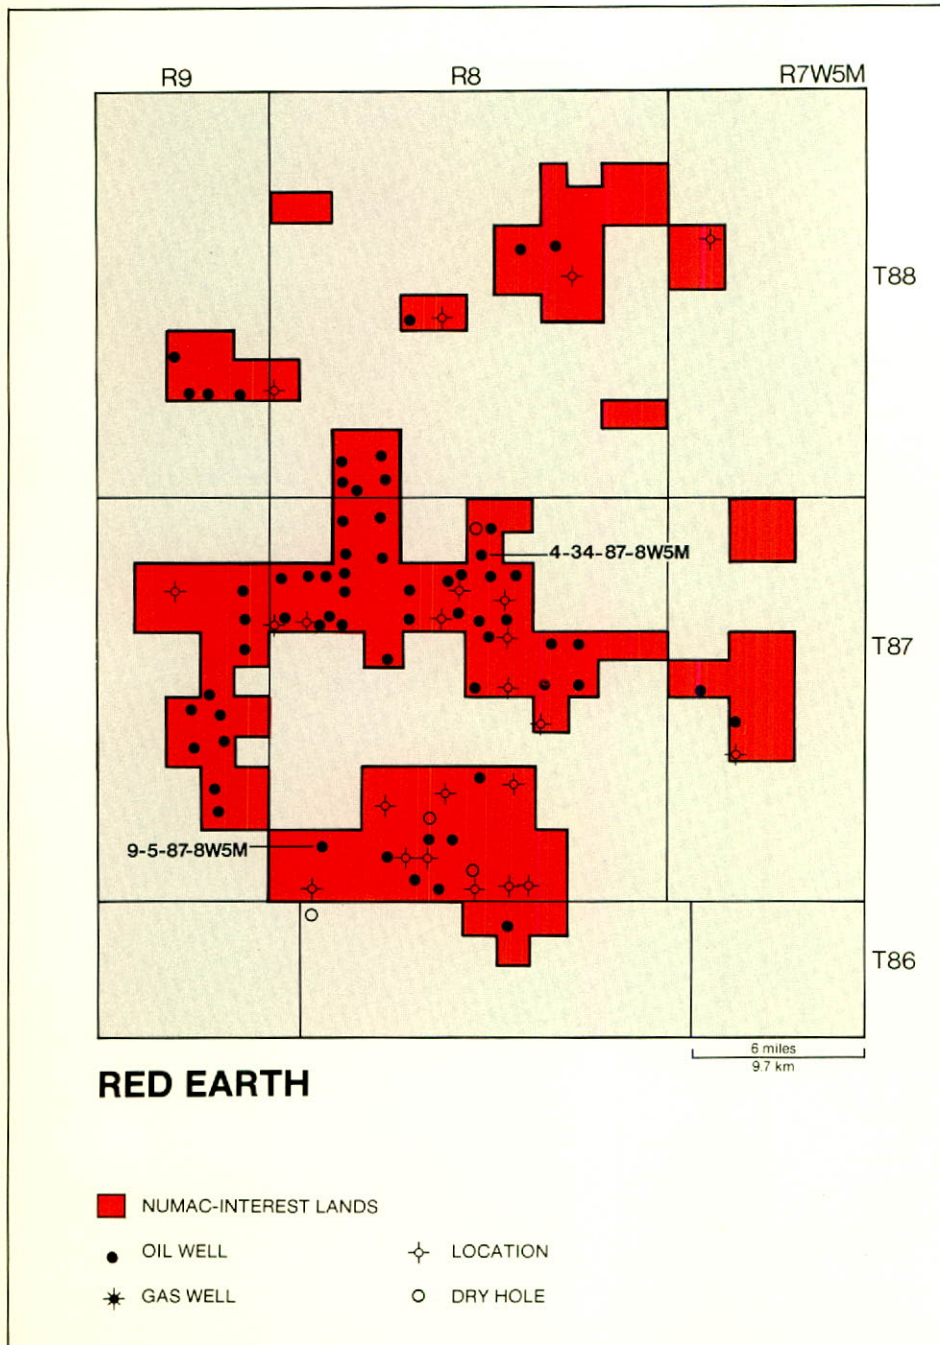 R9 R8 R7W5M
T88
4-34-87-8W5M
T87
9-5-87-8W5M
T86
6 miles
9.7 km
RED EARTH
NUMAC-INTEREST LANDS
OIL WELL LOCATION
GAS WELL DRY HOLE